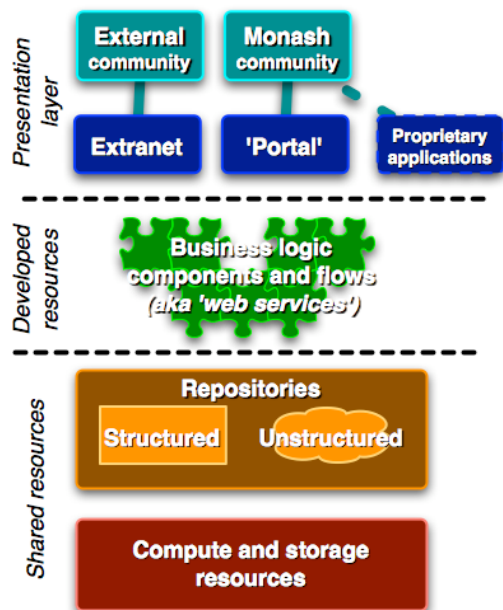 External
community
Monash
community
Presentation
layer
Extranet
'Portal'
Proprietary
applications
Developed
resources
Business logic
components and flows
(aka 'web services')
Shared resources
Repositories
Structured
Unstructured
Compute and storage
resources